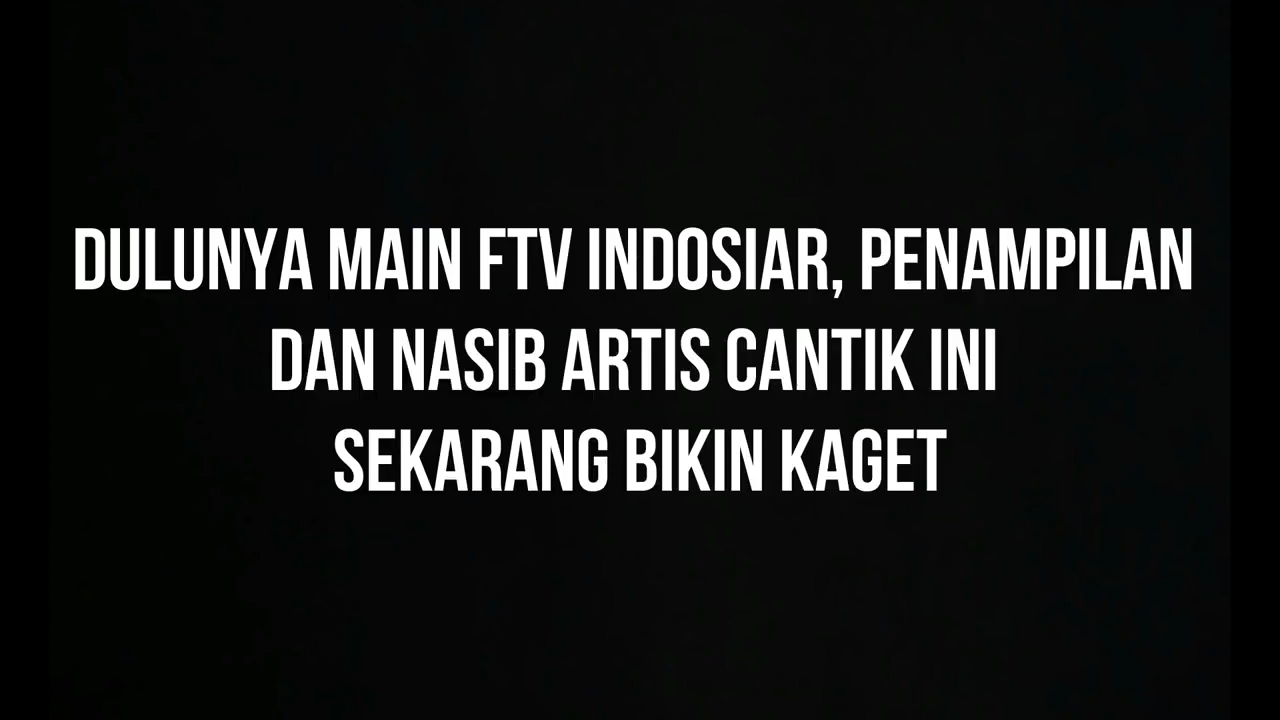 DULUNYA MAIN FTV INDOSIAR, PENAMPILAN
DAN NASIB ARTIS CANTIK INI
SEKARANG BIKIN KAGET